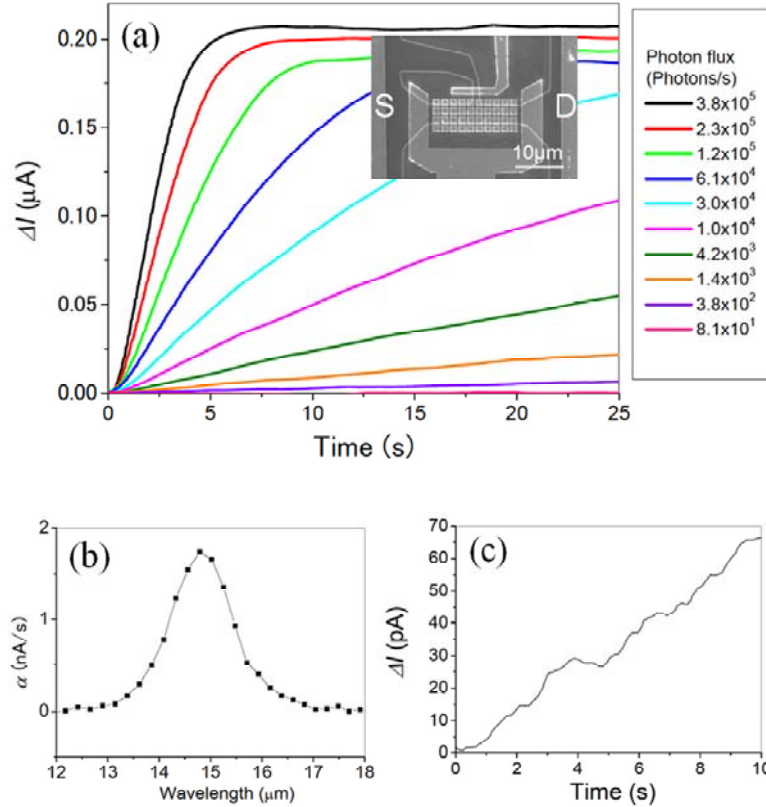 (a)
0.20
0.15
0.10
0.05
0.00
ΔI (μA)
0 5 10 15 20 25
Time (s)
S D
10μm
Photon flux
(Photons/s)
3.8x10⁵
2.3x10⁵
1.2x10⁵
6.1x10⁴
3.0x10⁴
1.0x10⁴
4.2x10³
1.4x10³
3.8x10²
8.1x10¹
(b)
2
1
0
α (nA/s)
12 13 14 15 16 17 18
Wavelength (μm)
(c)
70
60
50
40
30
20
10
0
ΔI (pA)
0 2 4 6 8 10
Time (s)